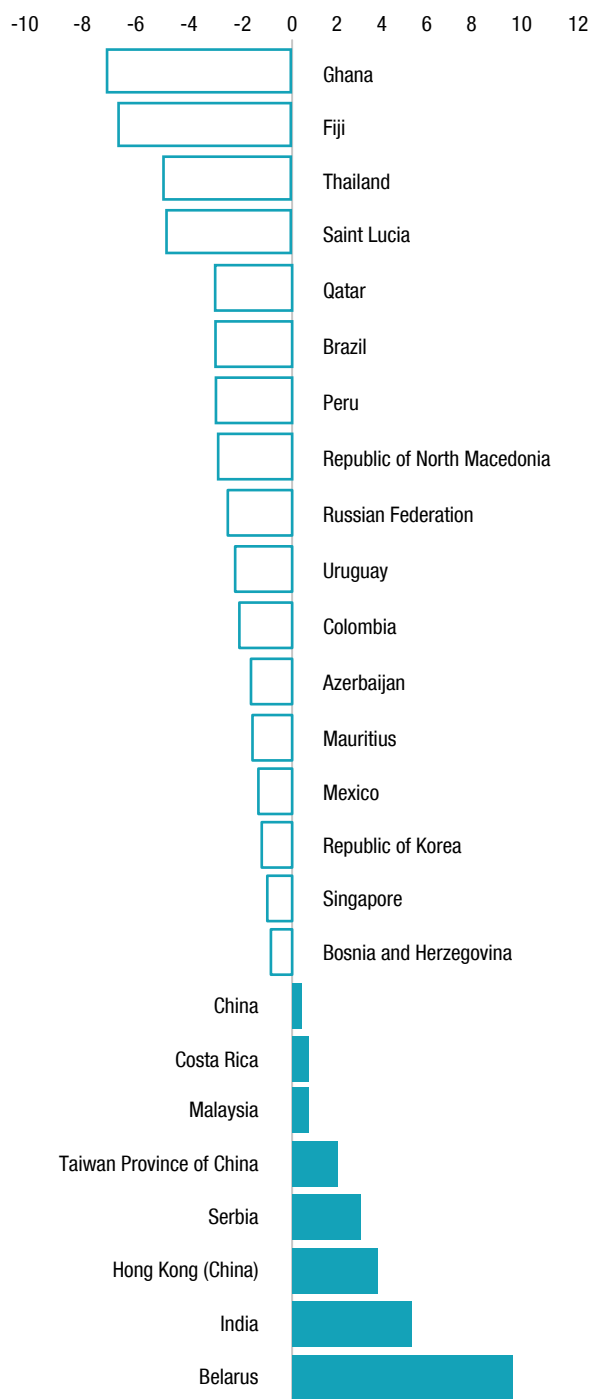 -10 -8 -6 -4 -2 0 2 4 6 8 10 12
Ghana
Fiji
Thailand
Saint Lucia
Qatar
Brazil
Peru
Republic of North Macedonia
Russian Federation
Uruguay
Colombia
Azerbaijan
Mauritius
Mexico
Republic of Korea
Singapore
Bosnia and Herzegovina
China
Costa Rica
Malaysia
Taiwan Province of China
Serbia
Hong Kong (China)
India
Belarus